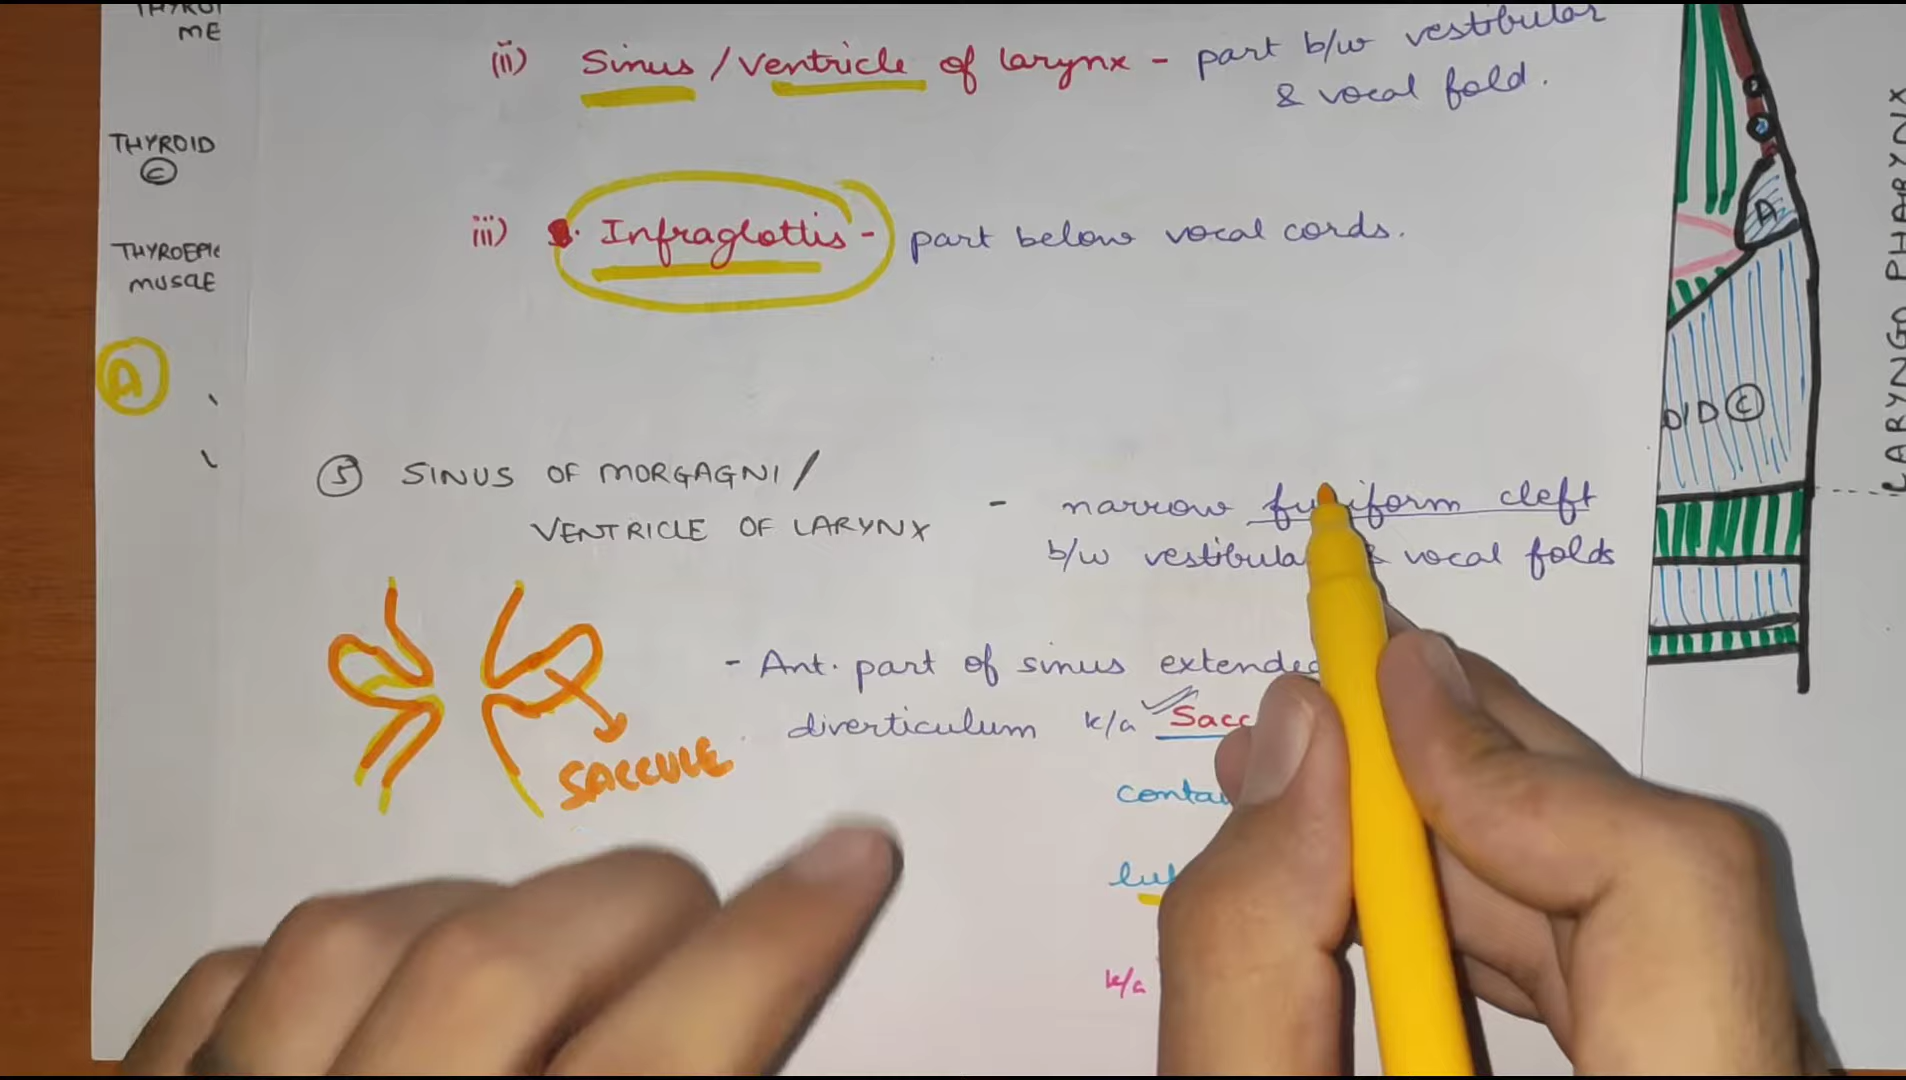 ME
(ii) Sinus / Ventricle of larynx - part b/w vestibular
& vocal fold.
THYROID
C
iii) Infraglottis - part below vocal cords.
THYROEPIG
MUSCLE
A
A
D/D C
LARYNGO PHARYNX
5 SINUS OF MORGAGNI /
VENTRICLE OF LARYNX
- narrow fusiform cleft
b/w vestibula & vocal folds
- Ant. part of sinus extended
diverticulum k/a Sacc
SACCULE
contai
lub
k/a